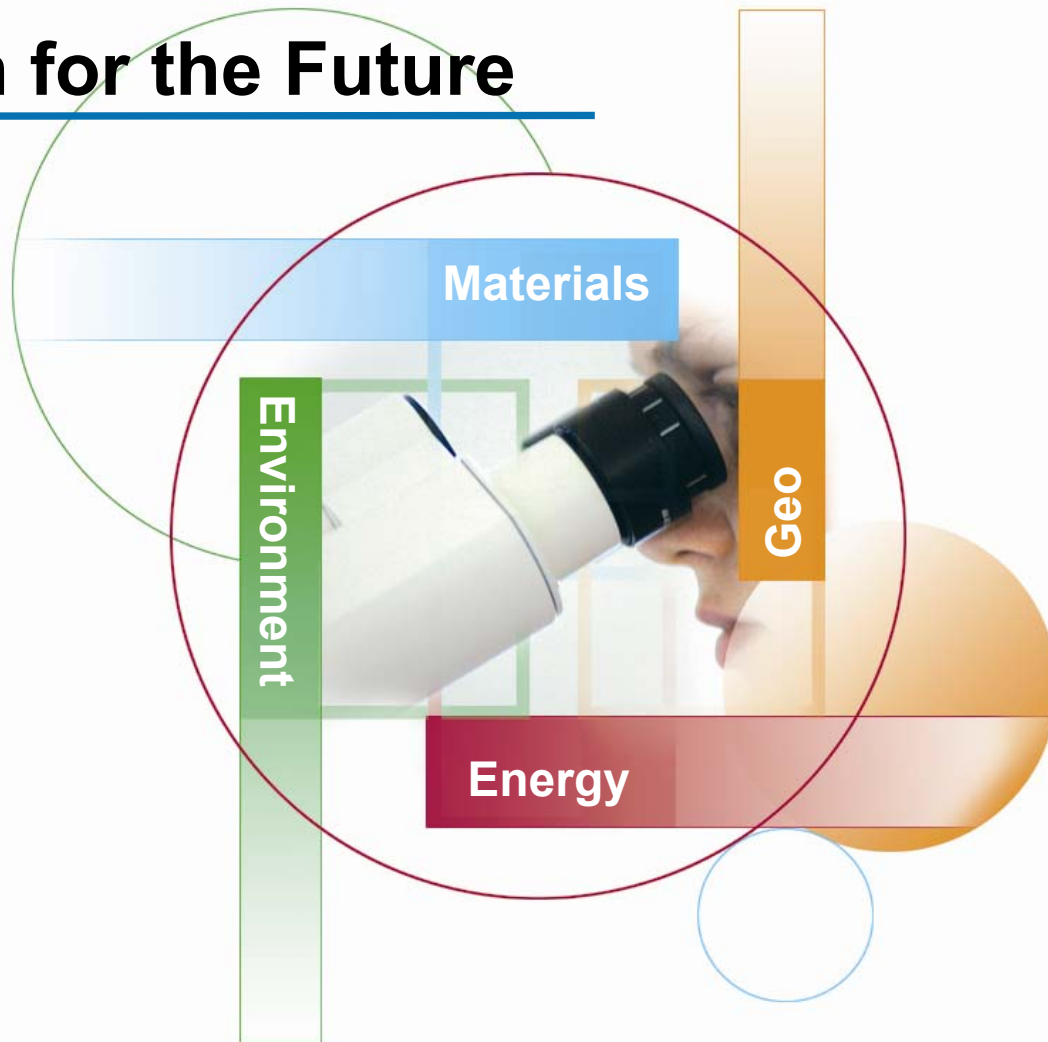 for the Future
Materials
Environment
Geo
Energy